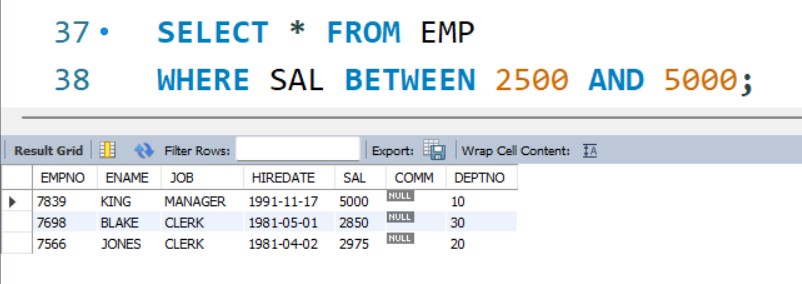 37 SELECT * FROM EMP
38 WHERE SAL BETWEEN 2500 AND 5000;
Result Grid Filter Rows: Export: Wrap Cell Content: IA
EMPNO ENAME JOB HIREDATE SAL COMM DEPTNO
7839 KING MANAGER 1991-11-17 5000 NULL 10
7698 BLAKE CLERK 1981-05-01 2850 NULL 30
7566 JONES CLERK 1981-04-02 2975 NULL 20